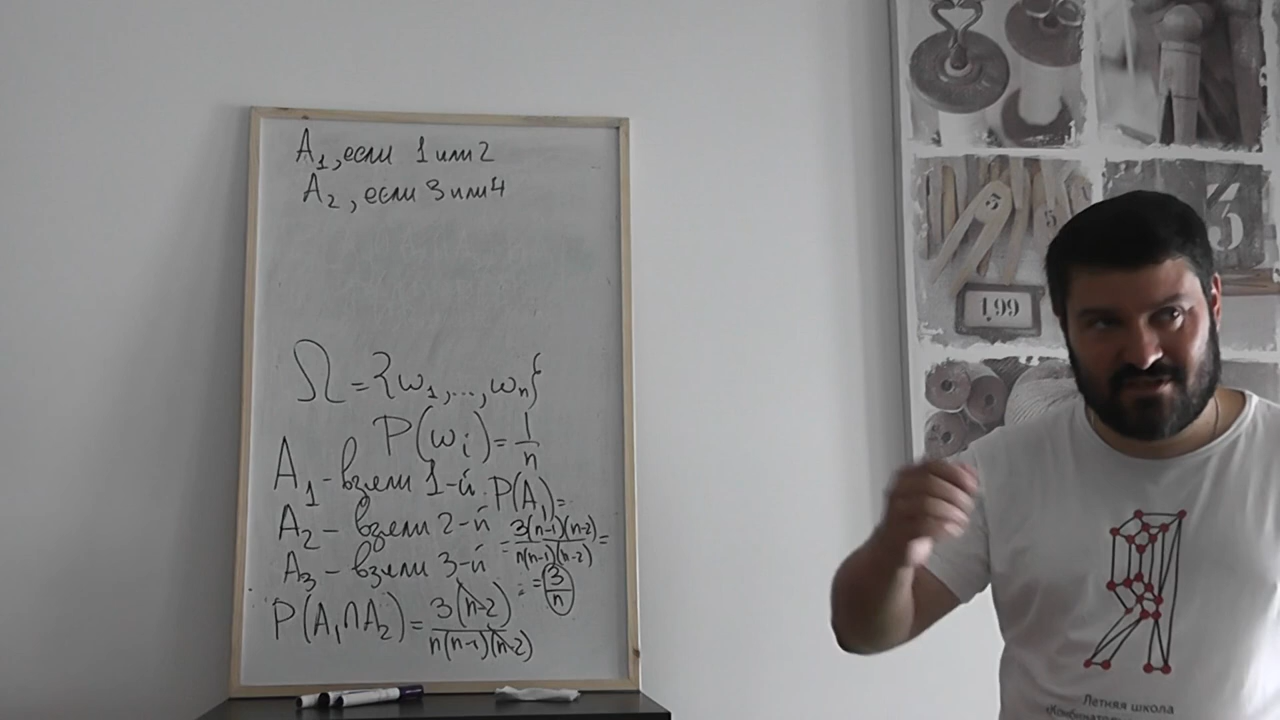 A₁, если 1 или 2
A₂, если 3 или 4
Ω = {ω₁, ..., ωₙ}
P(ωᵢ) = 1/n
A₁ - взяли 1-й P(A₁) =
A₂ - взяли 2-й = 3(n-1)(n-2)/n(n-1)(n-2) =
A₃ - взяли 3-й = 3/n
P(A₁∩A₂) = 3(n-2)/n(n-1)(n-2)
5
5
3
1,99
Летняя школа